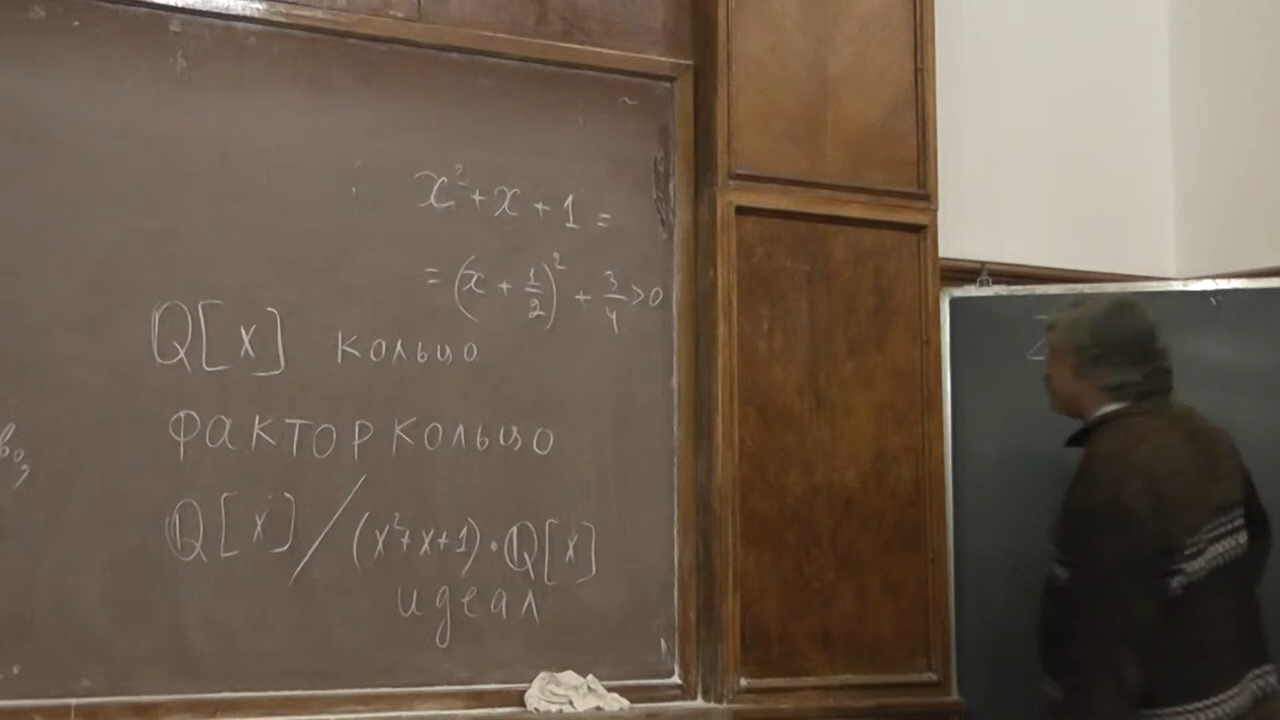 x²+x+1=
=(x+1/2)²+3/4>0
Q[x] кольцо
факторкольцо
Q[x]/(x²+x+1)·Q[x]
идеал